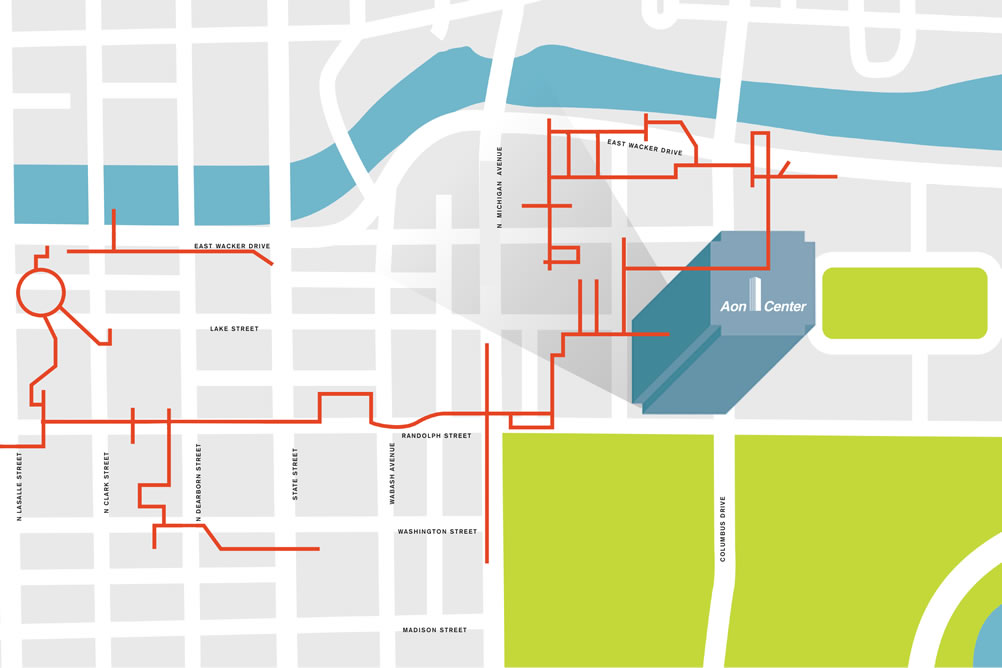 EAST WACKER DRIVE
N. MICHIGAN AVENUE
EAST WACKER DRIVE
Aon Center
LAKE STREET
RANDOLPH STREET
N LASALLE STREET
N CLARK STREET
N DEARBORN STREET
STATE STREET
WABASH AVENUE
COLUMBUS DRIVE
WASHINGTON STREET
MADISON STREET